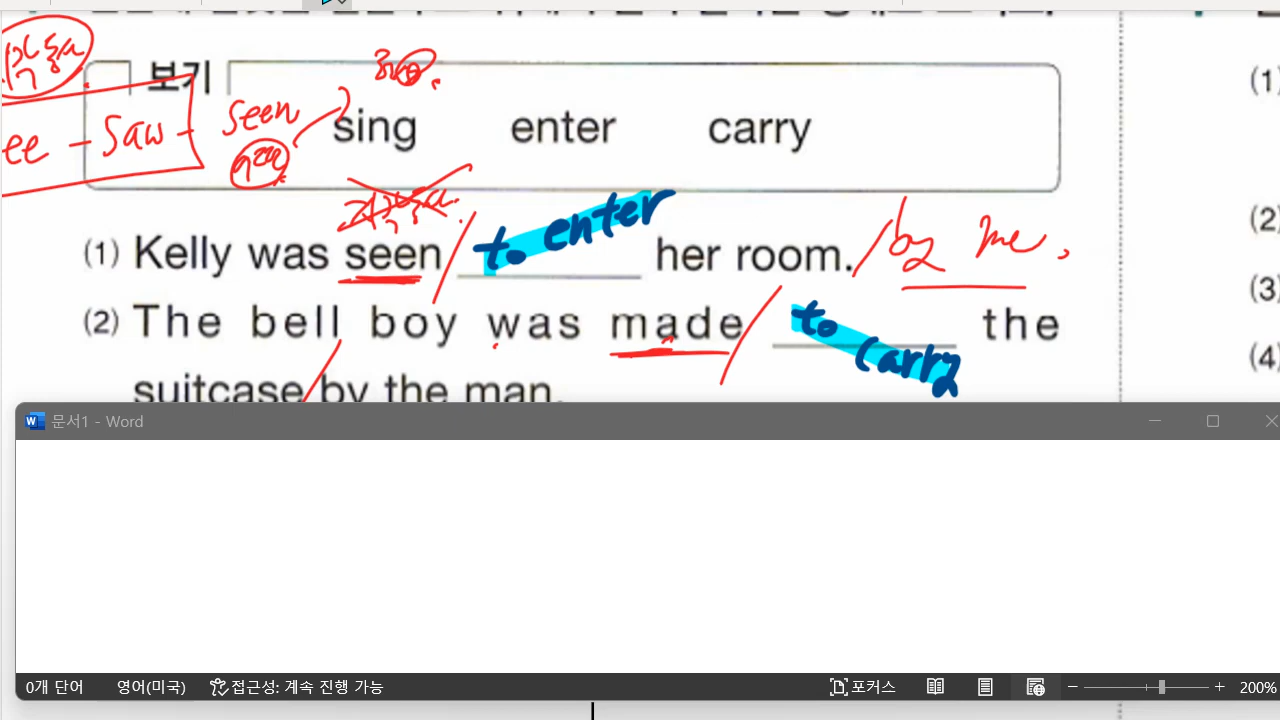 보기
sing enter carry
ee - saw - seen
(1) Kelly was seen to enter her room. by me.
(2) The bell boy was made to carry the
suitcase by the man.
(1)
(2)
(3)
(4)
문서1 - Word
0개 단어 영어(미국) 접근성: 계속 진행 가능 포커스 200%